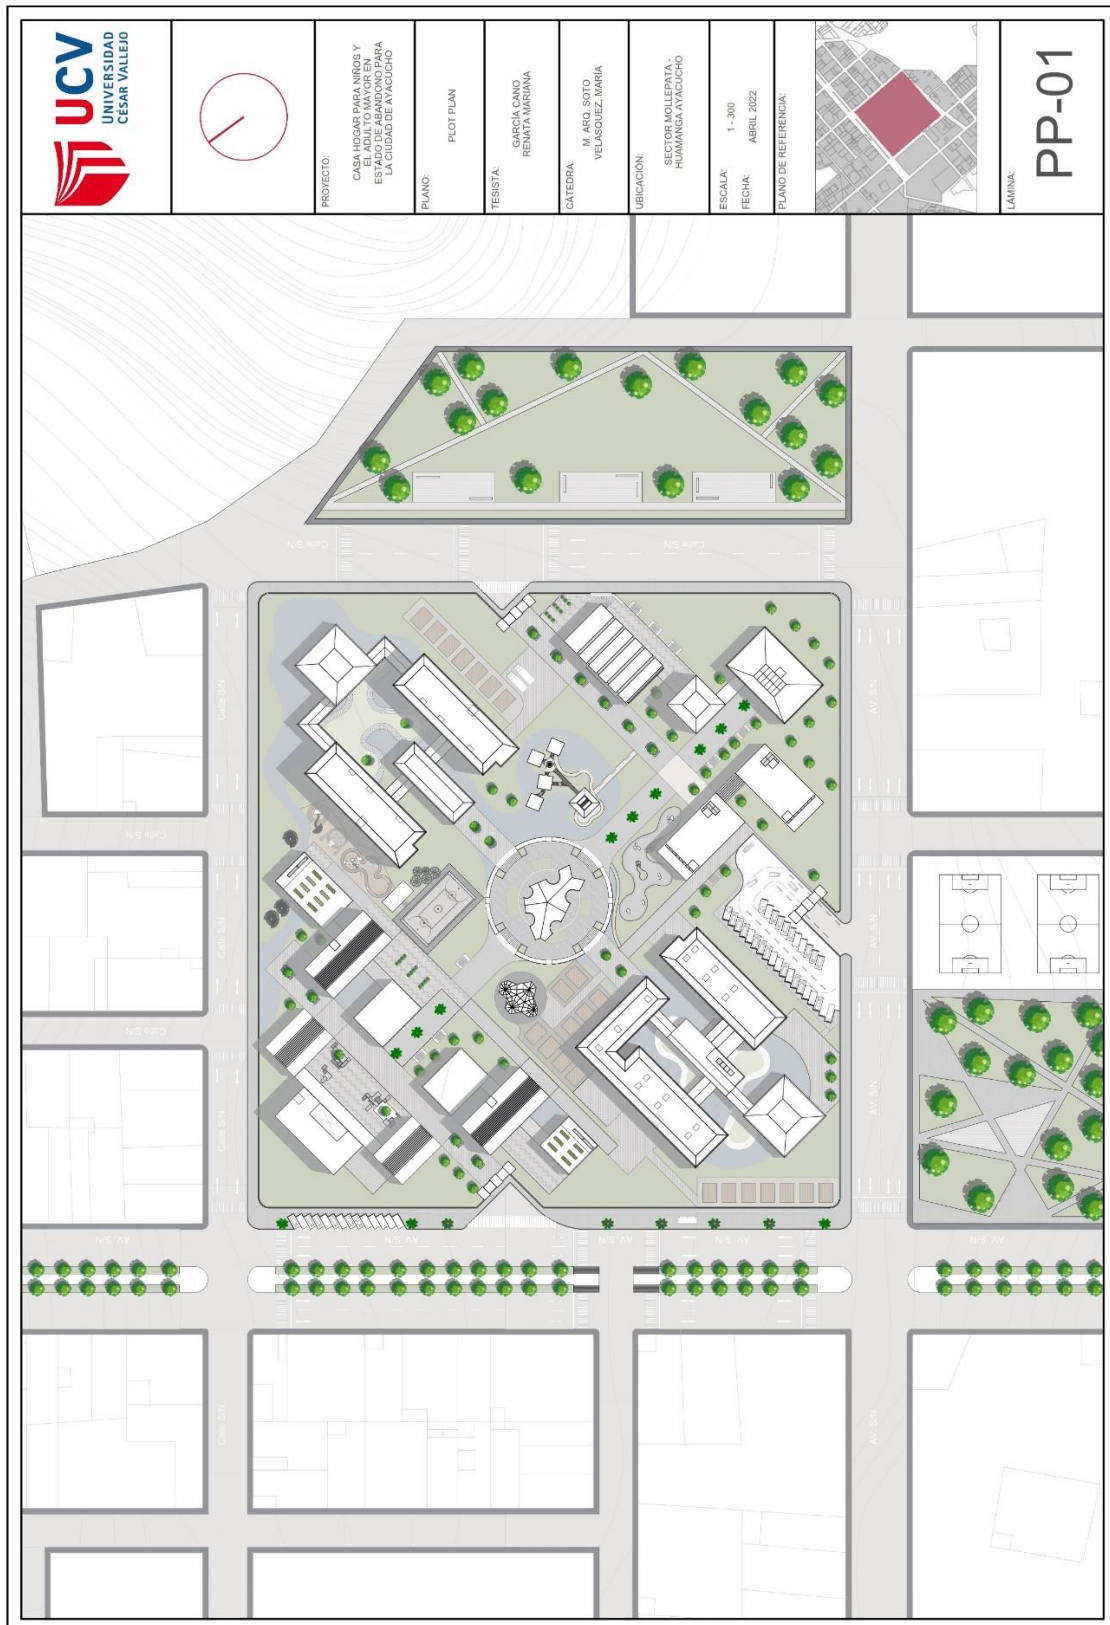 UCV
UNIVERSIDAD
CÉSAR VALLEJO
PROYECTO:
CASA HOGAR PARA NIÑOS Y
EL ADULTO MAYOR EN
ESTADO DE ABANDONO PARA
LA CIUDAD DE AYACUCHO
PLANO:
PLOT PLAN
TESISTA:
GARCÍA CANO
RENATA MARIANA
CÁTEDRA:
M. ARQ. SOTO
VELASQUEZ, MARÍA
UBICACIÓN:
SECTOR MOLLEPATA -
HUAMANGA AYACUCHO
ESCALA:
1 - 300
FECHA:
ABRIL 2022
PLANO DE REFERENCIA:
LÁMINA:
PP-01
Calle S/N
Calle S/N
Calle S/N
AV. S/N
Calle S/N
Calle S/N
AV. S/N
AV. S/N
Calle S/N
Calle S/N
AV. S/N
AV. S/N
AV. S/N
AV. S/N
AV. S/N
AV. S/N
Calle S/N
AV. S/N